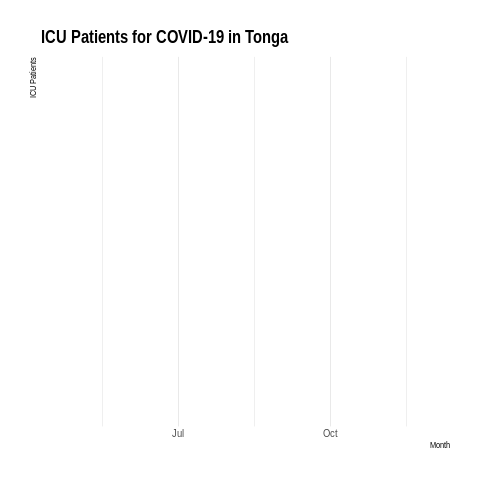 ICU Patients for COVID-19 in Tonga
ICU Patients
Jul
Oct
Month